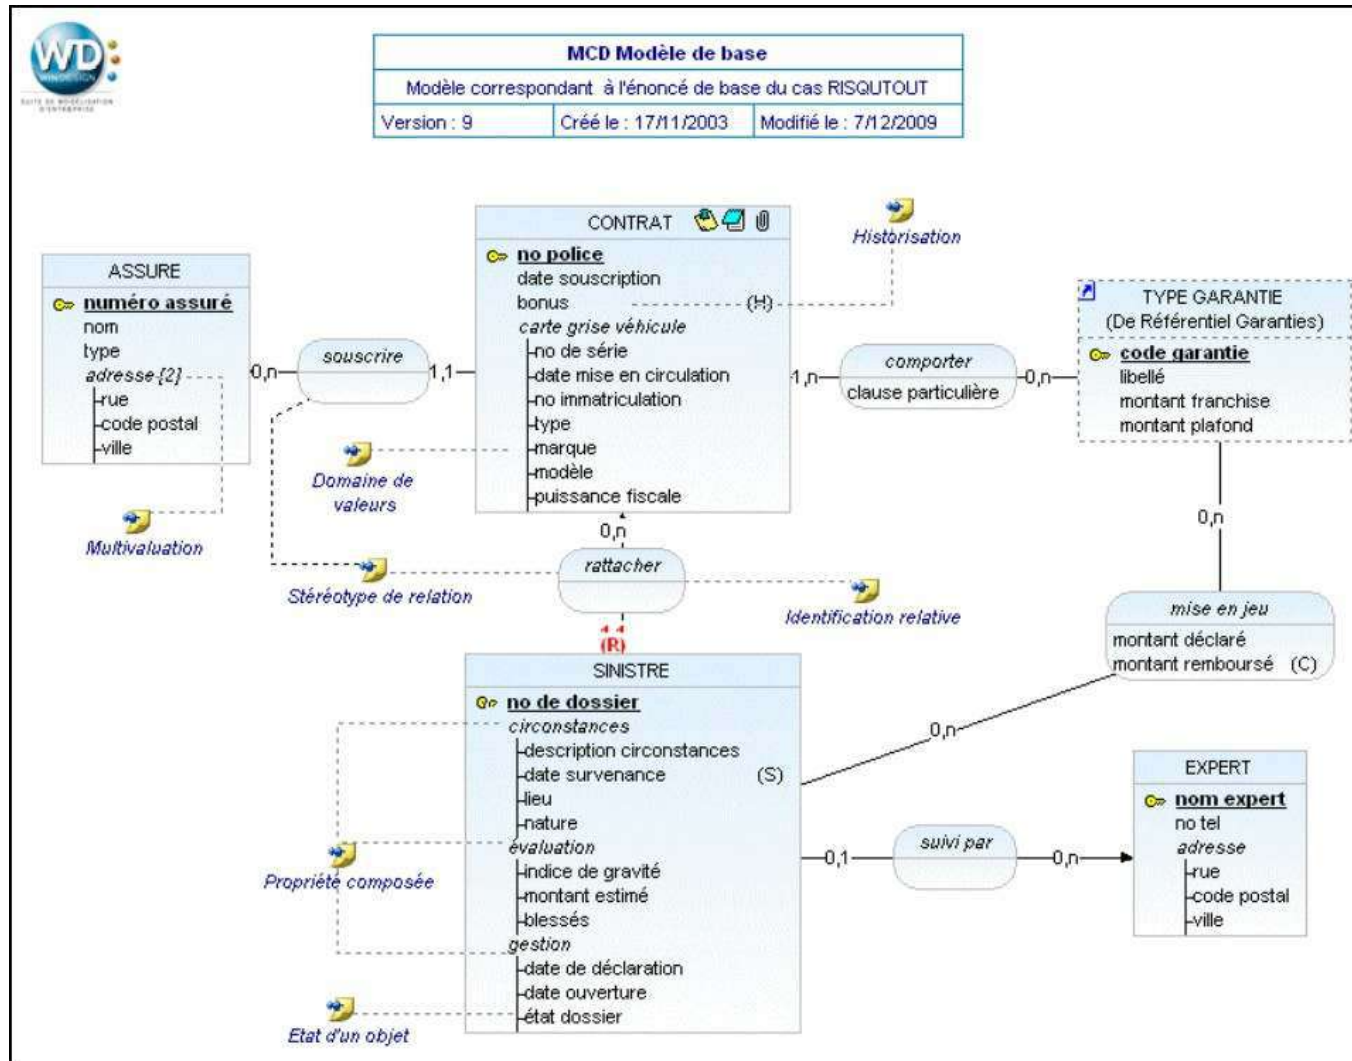 WD
WINDESIGN
SUITE DE MODELISATION
D'ENTREPRISE
MCD Modèle de base
Modèle correspondant à l'énoncé de base du cas RISQUTOUT
Version : 9
Créé le : 17/11/2003
Modifié le : 7/12/2009
ASSURE
numéro assuré
nom
type
adresse {2}
rue
code postal
ville
Multivaluation
0,n
souscrire
1,1
CONTRAT
no police
date souscription
bonus (H)
carte grise véhicule
no de série
date mise en circulation
no immatriculation
type
marque
modèle
puissance fiscale
Historisation
Domaine de
valeurs
1,n
comporter
clause particulière
0,n
TYPE GARANTIE
(De Référentiel Garanties)
code garantie
libellé
montant franchise
montant plafond
0,n
rattacher
Stéréotype de relation
Identification relative
(R)
0,n
mise en jeu
montant déclaré
montant remboursé (C)
0,n
SINISTRE
no de dossier
circonstances
description circonstances
date survenance (S)
lieu
nature
évaluation
indice de gravité
montant estimé
blessés
gestion
date de déclaration
date ouverture
état dossier
Propriété composée
Etat d'un objet
0,1
suivi par
0,n
EXPERT
nom expert
no tel
adresse
rue
code postal
ville